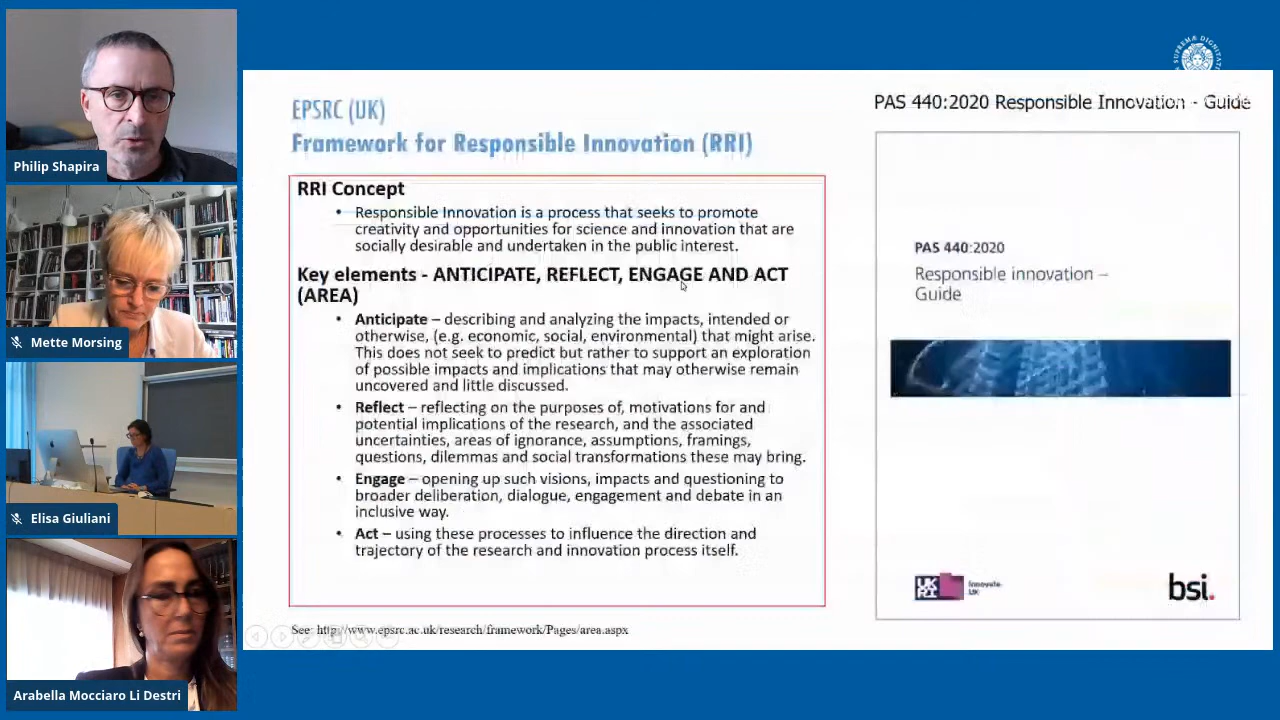 Philip Shapira
Mette Morsing
Elisa Giuliani
Arabella Mocciaro Li Destri
SUPREMA DIGNITAT
EPSRC (UK)
Framework for Responsible Innovation (RRI)
RRI Concept
• Responsible Innovation is a process that seeks to promote
creativity and opportunities for science and innovation that are
socially desirable and undertaken in the public interest.
Key elements - ANTICIPATE, REFLECT, ENGAGE AND ACT
(AREA)
• Anticipate – describing and analyzing the impacts, intended or
otherwise, (e.g. economic, social, environmental) that might arise.
This does not seek to predict but rather to support an exploration
of possible impacts and implications that may otherwise remain
uncovered and little discussed.
• Reflect – reflecting on the purposes of, motivations for and
potential implications of the research, and the associated
uncertainties, areas of ignorance, assumptions, framings,
questions, dilemmas and social transformations these may bring.
• Engage – opening up such visions, impacts and questioning to
broader deliberation, dialogue, engagement and debate in an
inclusive way.
• Act – using these processes to influence the direction and
trajectory of the research and innovation process itself.
See: http://www.epsrc.ac.uk/research/framework/Pages/area.aspx
PAS 440:2020 Responsible Innovation - Guide
PAS 440:2020
Responsible innovation –
Guide
UK
RI
Innovate
UK
bsi.